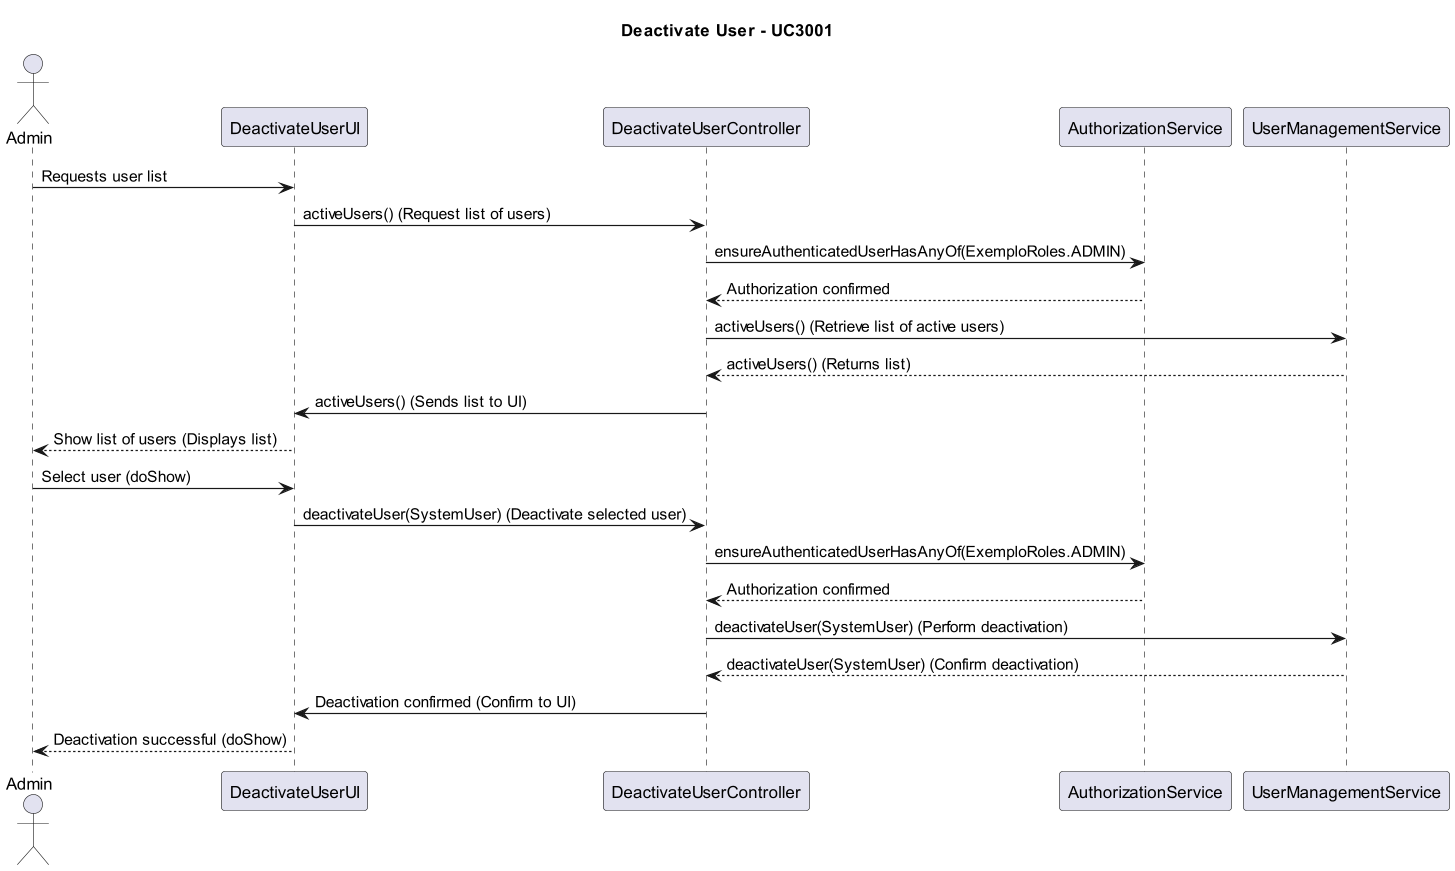 Deactivate User - UC3001
Admin
DeactivateUserUI
DeactivateUserController
AuthorizationService
UserManagementService
Requests user list
activeUsers() (Request list of users)
ensureAuthenticatedUserHasAnyOf(ExemploRoles.ADMIN)
Authorization confirmed
activeUsers() (Retrieve list of active users)
activeUsers() (Returns list)
activeUsers() (Sends list to UI)
Show list of users (Displays list)
Select user (doShow)
deactivateUser(SystemUser) (Deactivate selected user)
ensureAuthenticatedUserHasAnyOf(ExemploRoles.ADMIN)
Authorization confirmed
deactivateUser(SystemUser) (Perform deactivation)
deactivateUser(SystemUser) (Confirm deactivation)
Deactivation confirmed (Confirm to UI)
Deactivation successful (doShow)
Admin
DeactivateUserUI
DeactivateUserController
AuthorizationService
UserManagementService